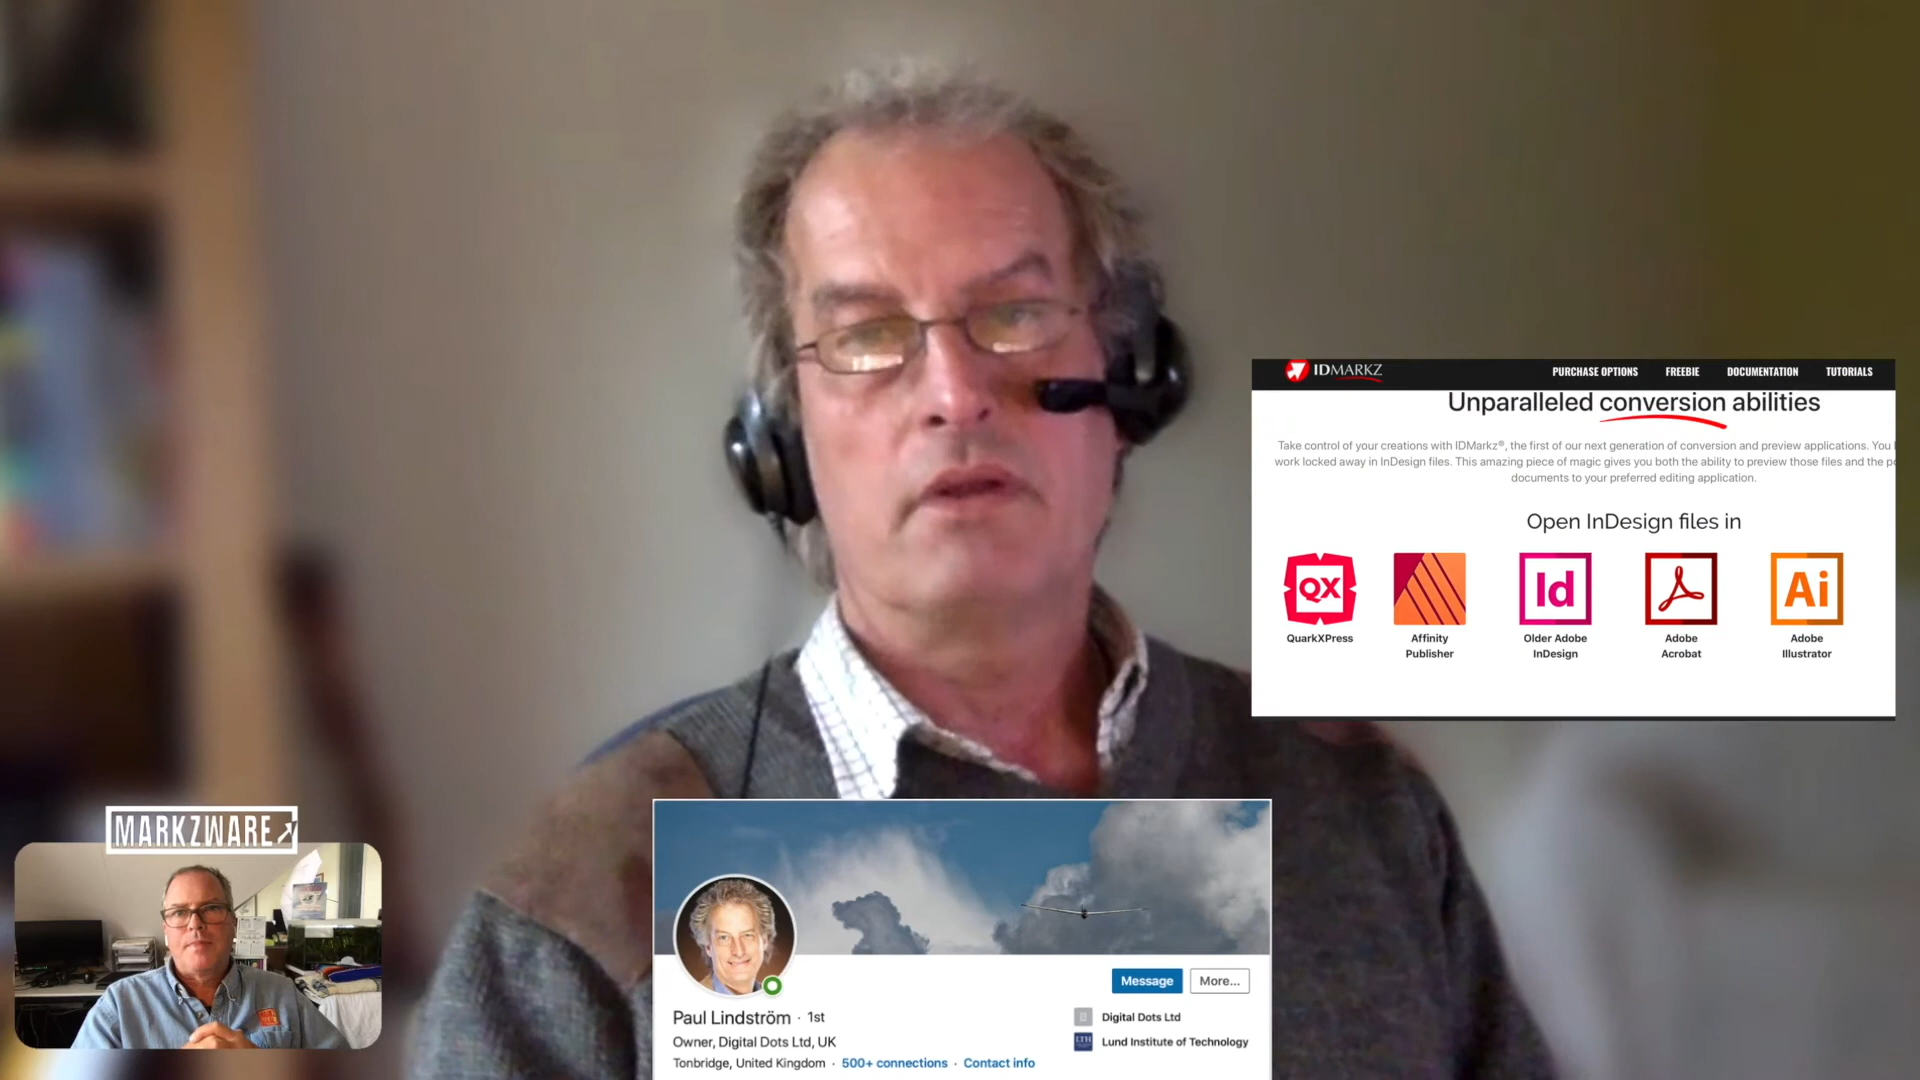 IDMARKZ
PURCHASE OPTIONS FREEBIE DOCUMENTATION TUTORIALS
Unparalleled conversion abilities
Take control of your creations with IDMarkz®, the first of our next generation of conversion and preview applications. You
work locked away in InDesign files. This amazing piece of magic gives you both the ability to preview those files and the
documents to your preferred editing application.
Open InDesign files in
QX
Id
Ai
QuarkXPress
Affinity
Publisher
Older Adobe
InDesign
Adobe
Acrobat
Adobe
Illustrator
MARKZWARE
Message
More...
Paul Lindström · 1st
Owner, Digital Dots Ltd, UK
Tonbridge, United Kingdom · 500+ connections · Contact info
Digital Dots Ltd
LTH
Lund Institute of Technology